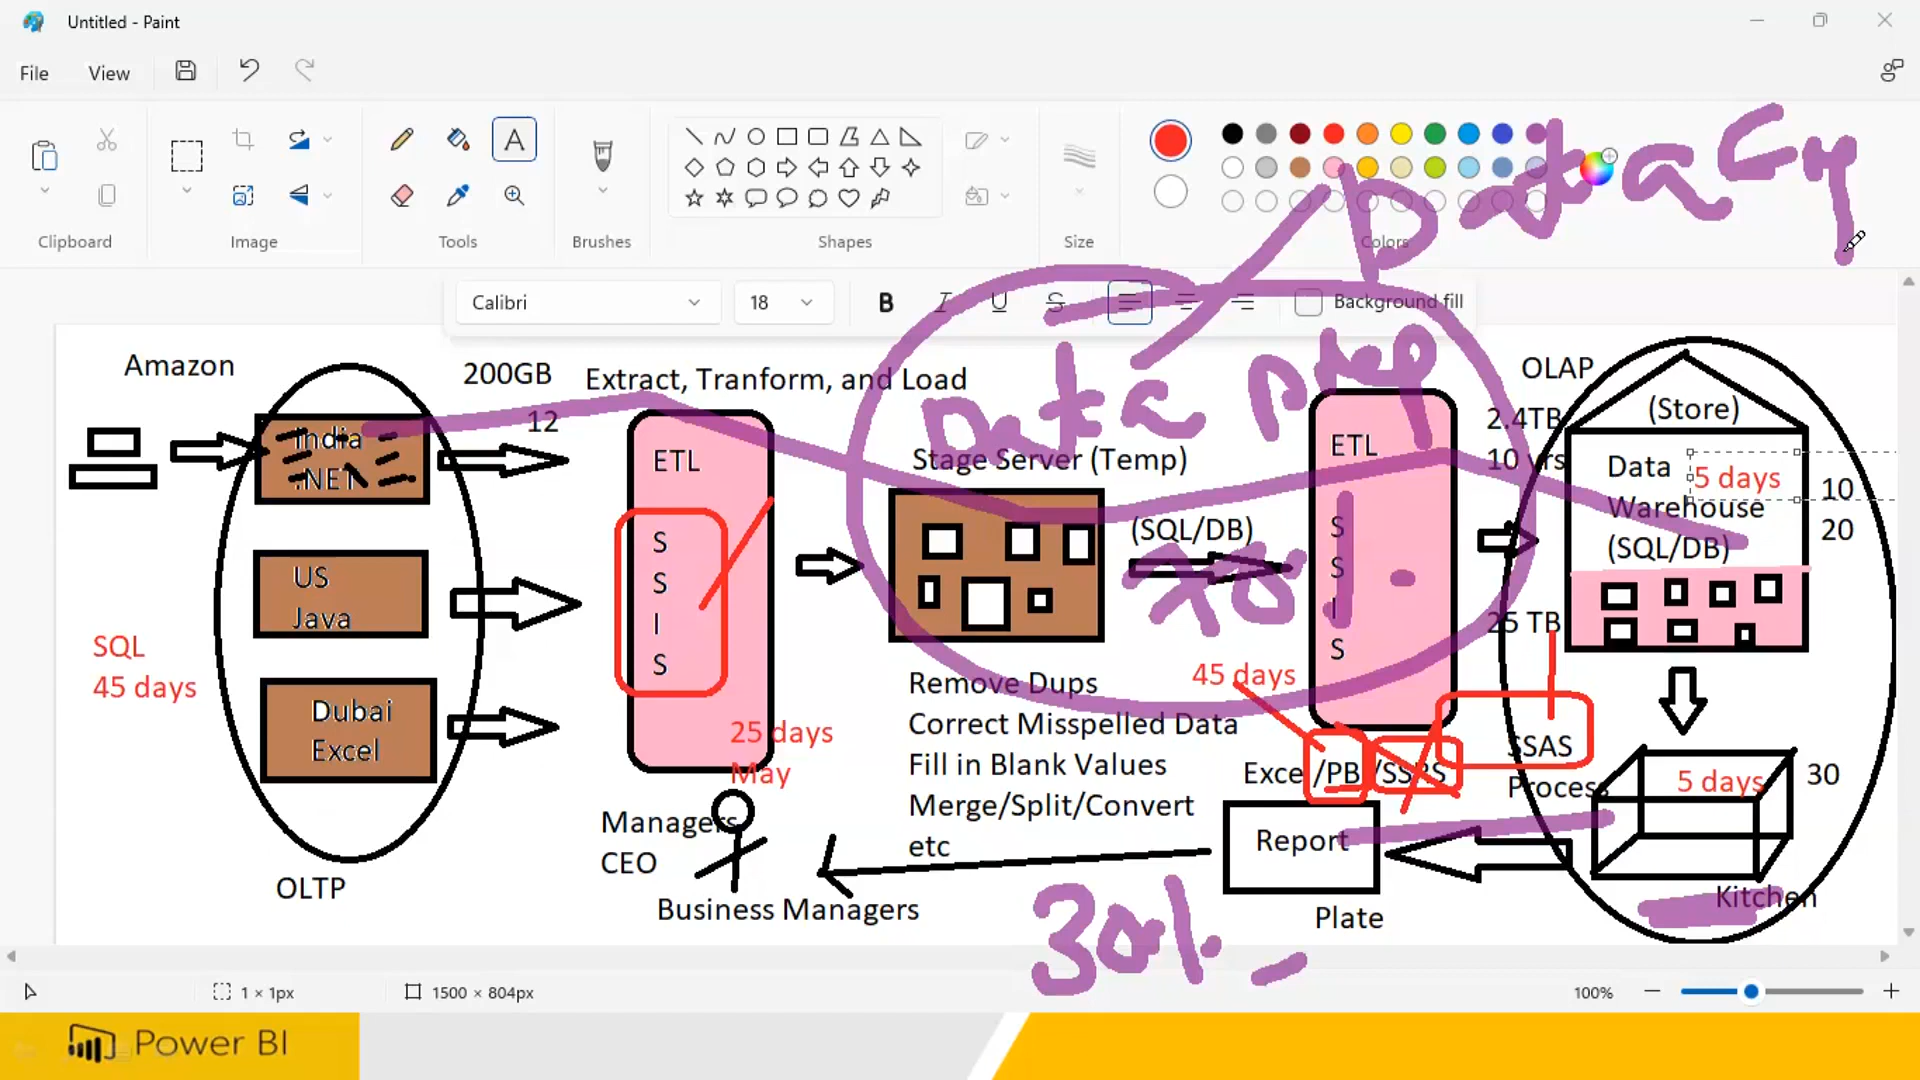 Untitled - Paint
File
View
Clipboard
Image
Tools
Brushes
Shapes
Size
Colors
Data
Calibri
18
B
Background fill
Data prep
Amazon
200GB
12
Extract, Tranform, and Load
India
.NET
US
Java
Dubai
Excel
OLTP
SQL
45 days
ETL
S
S
I
S
25 days
May
Stage Server (Temp)
(SQL/DB)
Remove Dups
Correct Misspelled Data
Fill in Blank Values
Merge/Split/Convert
etc
ETL
S
S
I
S
45 days
Excel/PB/SSRS
2.4TB
10 yrs
25 TB
OLAP
(Store)
Data
Warehouse
(SQL/DB)
5 days
10
20
SSAS
Process
5 days
30
Kitchen
Report
Plate
Managers
CEO
Business Managers
30%
1 × 1px
1500 × 804px
100%
Power BI